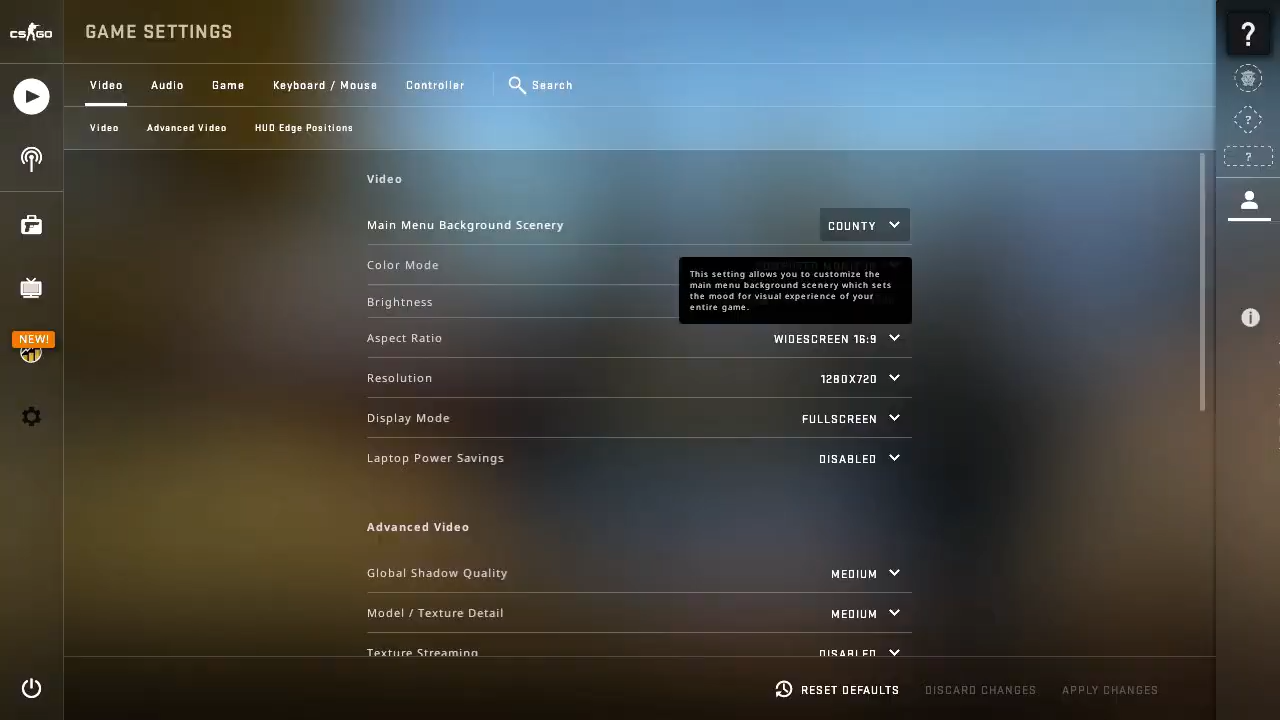 CS GO
GAME SETTINGS
?
Video Audio Game Keyboard / Mouse Controller Search
Video Advanced Video HUD Edge Positions
?
?
Video
Main Menu Background Scenery COUNTY
Color Mode
This setting allows you to customize the
main menu background scenery which sets
the mood for visual experience of your
entire game.
Brightness
NEW!
Aspect Ratio WIDESCREEN 16:9
Resolution 1280X720
Display Mode FULLSCREEN
Laptop Power Savings DISABLED
Advanced Video
Global Shadow Quality MEDIUM
Model / Texture Detail MEDIUM
Texture Streaming DISABLED
RESET DEFAULTS DISCARD CHANGES APPLY CHANGES